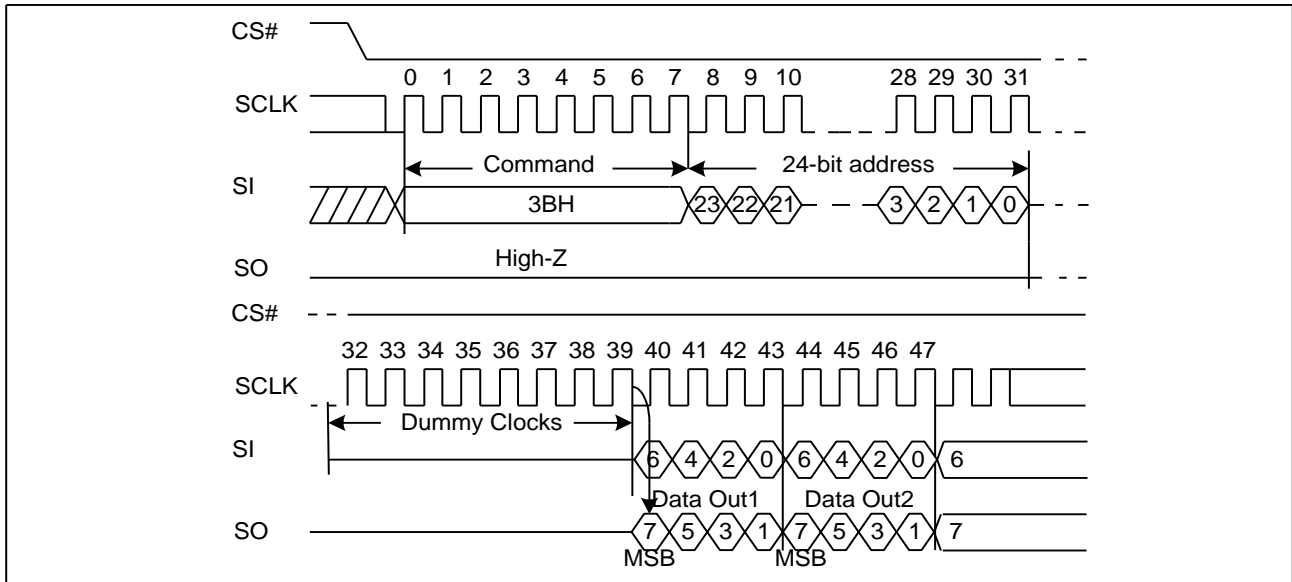 CS#
0 1 2 3 4 5 6 7 8 9 10 28 29 30 31
SCLK
Command 24-bit address
SI
3BH 23 22 21 3 2 1 0
High-Z
SO
CS#
32 33 34 35 36 37 38 39 40 41 42 43 44 45 46 47
SCLK
Dummy Clocks
SI
6 4 2 0 6 4 2 0 6
Data Out1 Data Out2
SO
7 5 3 1 7 5 3 1 7
MSB MSB